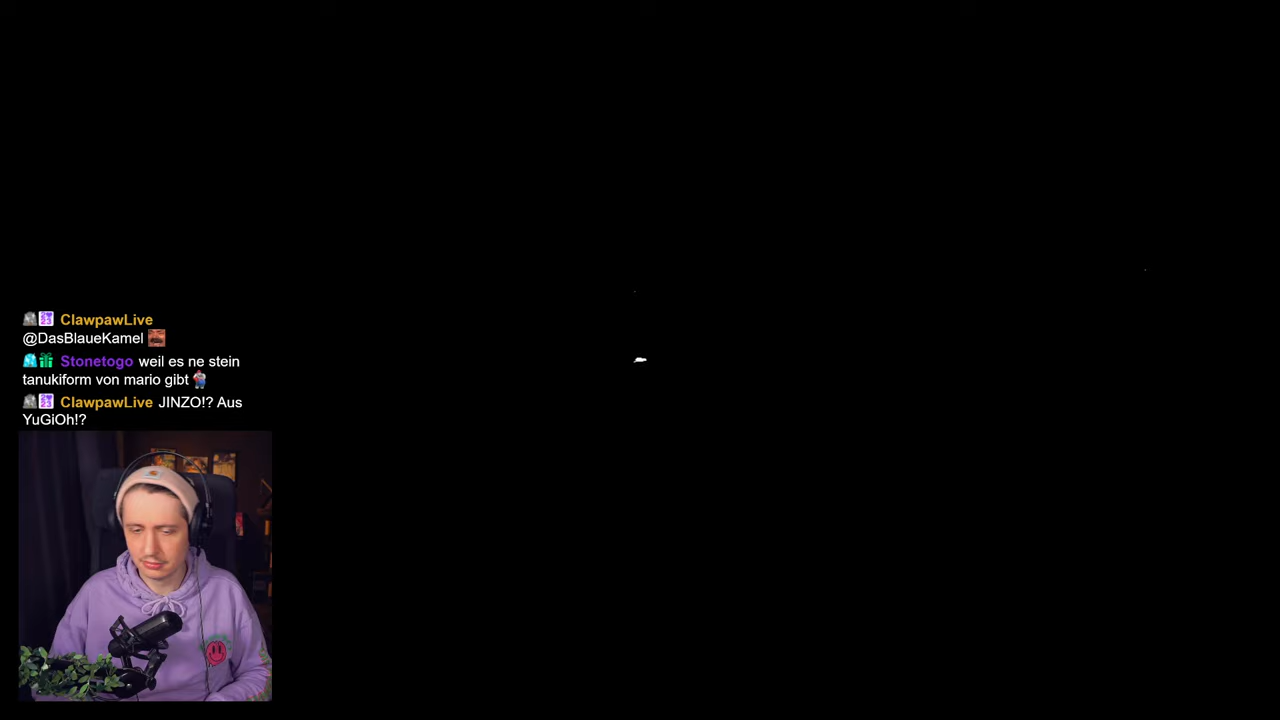 ClawpawLive
@DasBlaueKamel
Stonetogo weil es ne stein
tanukiform von mario gibt
ClawpawLive JINZO!? Aus
YuGiOh!?